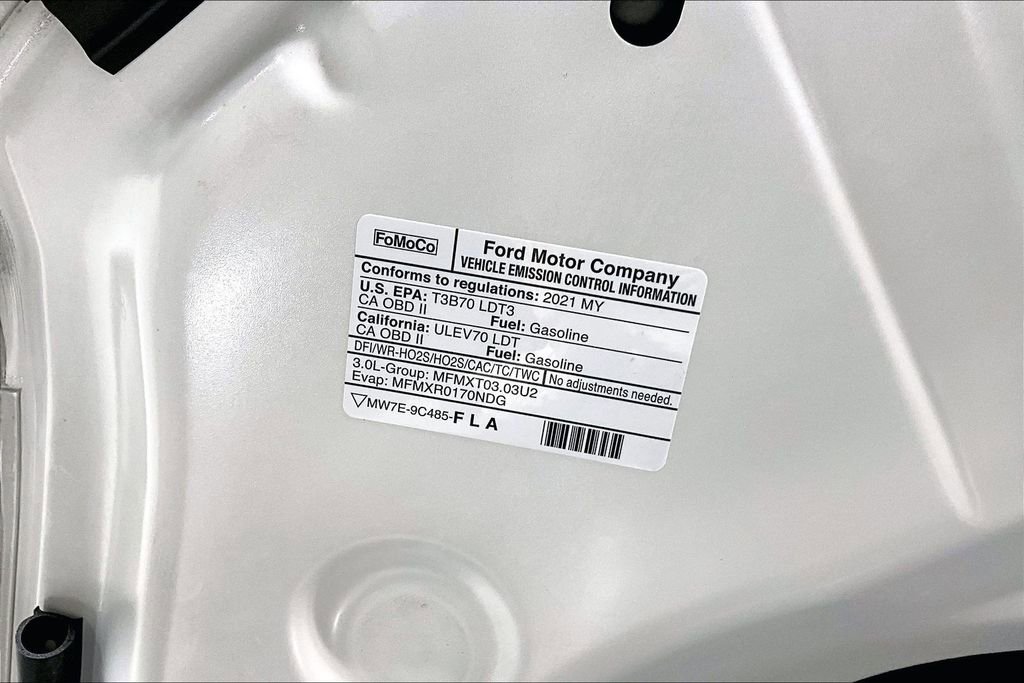 FoMoCo
Ford Motor Company
VEHICLE EMISSION CONTROL INFORMATION
Conforms to regulations: 2021 MY
U.S. EPA: T3B70 LDT3
CA OBD II Fuel: Gasoline
California: ULEV70 LDT
CA OBD II Fuel: Gasoline
DFI/WR-HO2S/HO2S/CAC/TC/TWC No adjustments needed.
3.0L-Group: MFMXT03.03U2
Evap: MFMXR0170NDG
MW7E-9C485-FLA